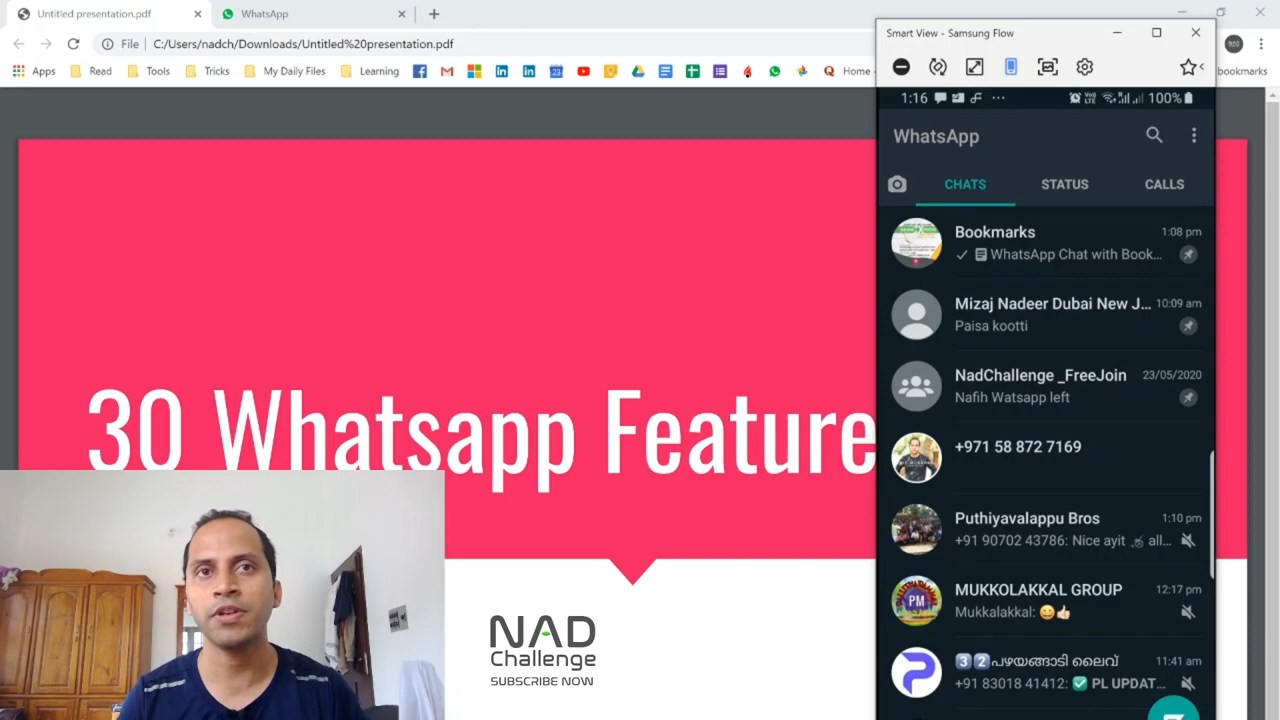 Untitled presentation.pdf
WhatsApp
File C:/Users/nadch/Downloads/Untitled%20presentation.pdf
Apps Read Tools Tricks My Daily Files Learning Home bookmarks
Smart View - Samsung Flow
1:16 100%
WhatsApp
CHATS STATUS CALLS
Bookmarks 1:08 pm
WhatsApp Chat with Book...
Mizaj Nadeer Dubai New J... 10:09 am
Paisa kootti
NadChallenge _FreeJoin 23/05/2020
Nafih Watsapp left
+971 58 872 7169
Puthiyavalappu Bros 1:10 pm
+91 90702 43786: Nice ayit 🎳 all...
MUKKOLAKKAL GROUP 12:17 pm
PM
Mukkalakkal: 😀👍🏻
3️⃣2️⃣പഴയങ്ങാടി ലൈവ് 11:41 am
+91 83018 41412: ✅ PL UPDAT...
30 Whatsapp Feature
NAD
Challenge
SUBSCRIBE NOW